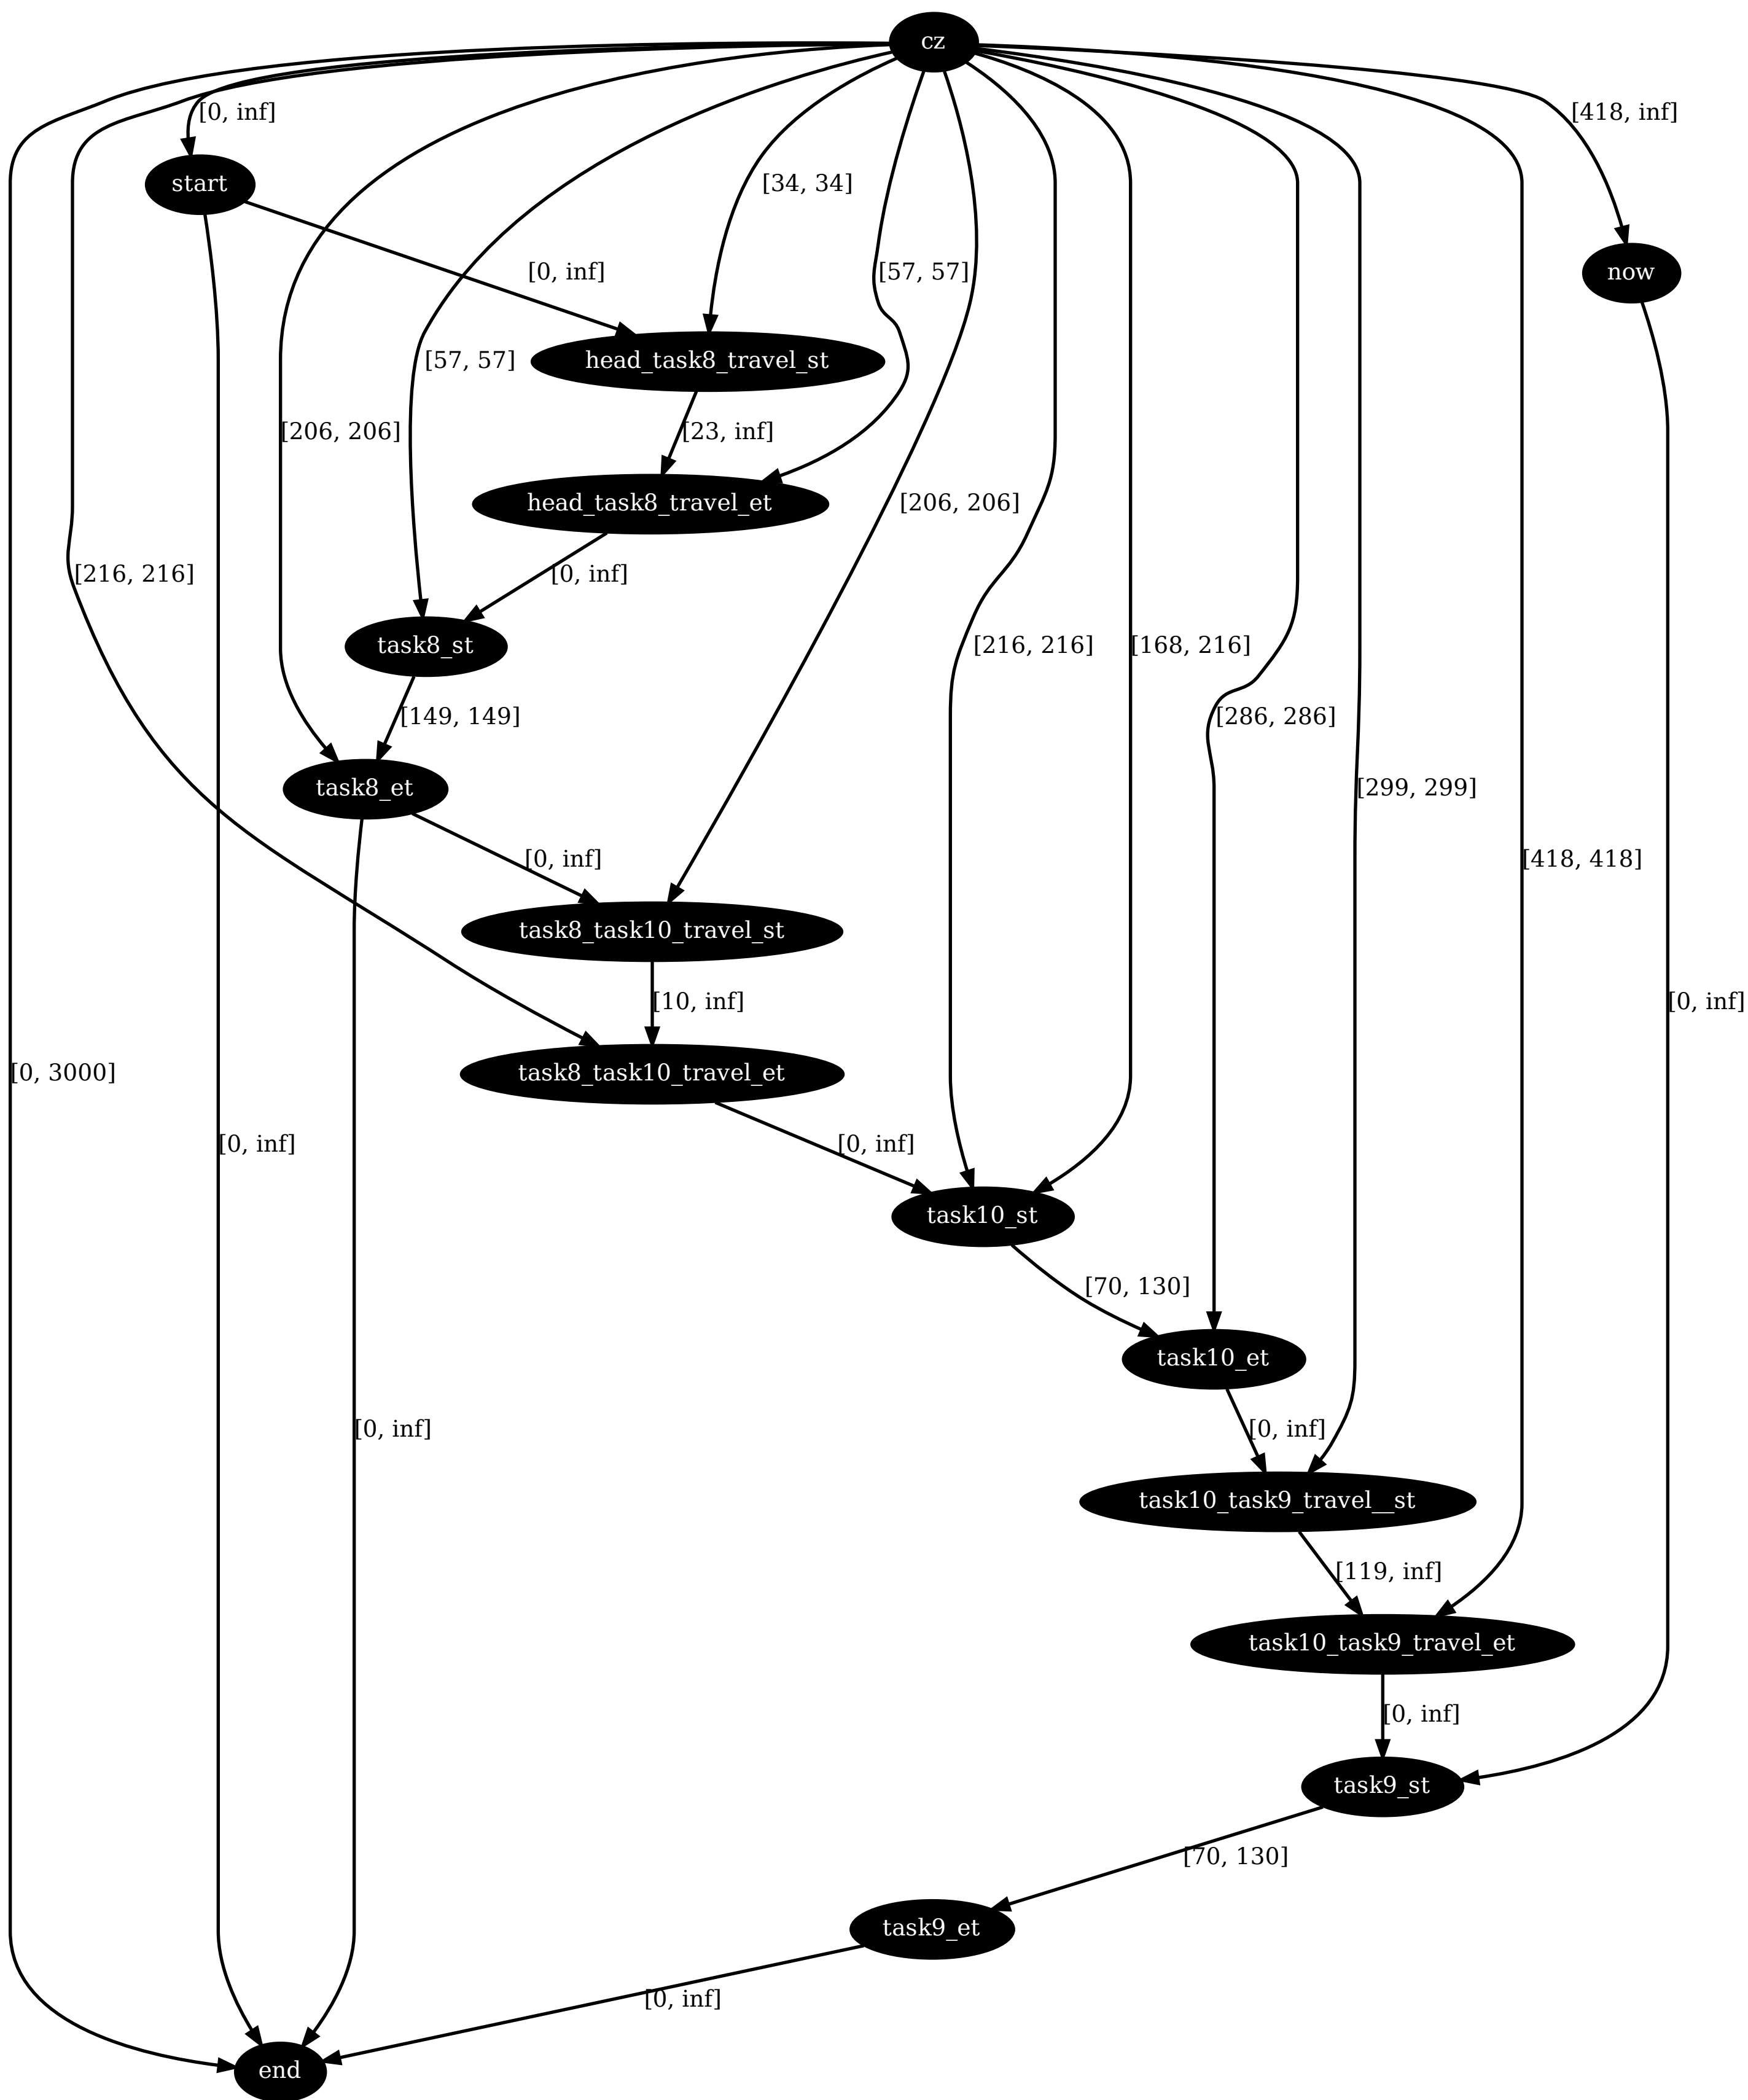 cz
[0, inf]
[418, inf]
start
[34, 34]
now
[0, inf]
[57, 57]
[57, 57]
head_task8_travel_st
[206, 206]
[23, inf]
head_task8_travel_et
[206, 206]
[216, 216]
[0, inf]
task8_st
[216, 216]
[168, 216]
[149, 149]
[286, 286]
task8_et
[299, 299]
[0, inf]
[418, 418]
task8_task10_travel_st
[10, inf]
[0, inf]
[0, 3000]
task8_task10_travel_et
[0, inf]
[0, inf]
task10_st
[70, 130]
task10_et
[0, inf]
[0, inf]
task10_task9_travel__st
[119, inf]
task10_task9_travel_et
[0, inf]
task9_st
[70, 130]
task9_et
[0, inf]
end